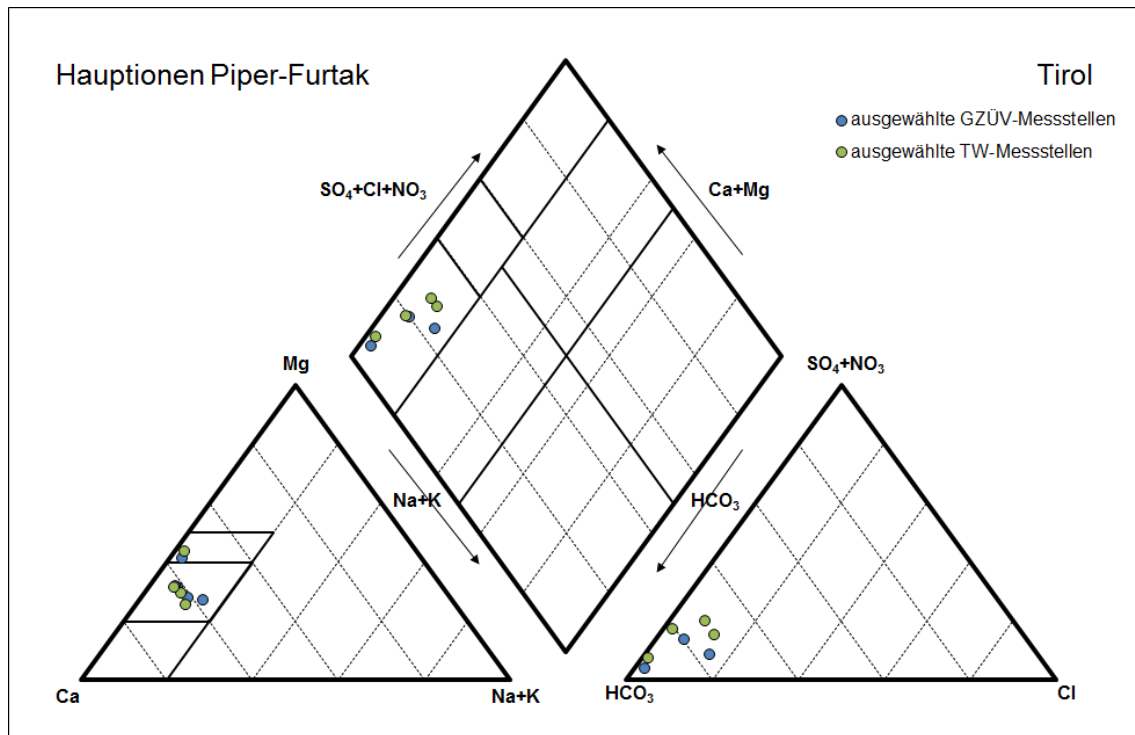 Hauptionen Piper-Furtak
Tirol
ausgewählte GZÜV-Messstellen
ausgewählte TW-Messstellen
SO₄+Cl+NO₃
Ca+Mg
Mg
SO₄+NO₃
Na+K
HCO₃
Ca
Na+K
HCO₃
Cl